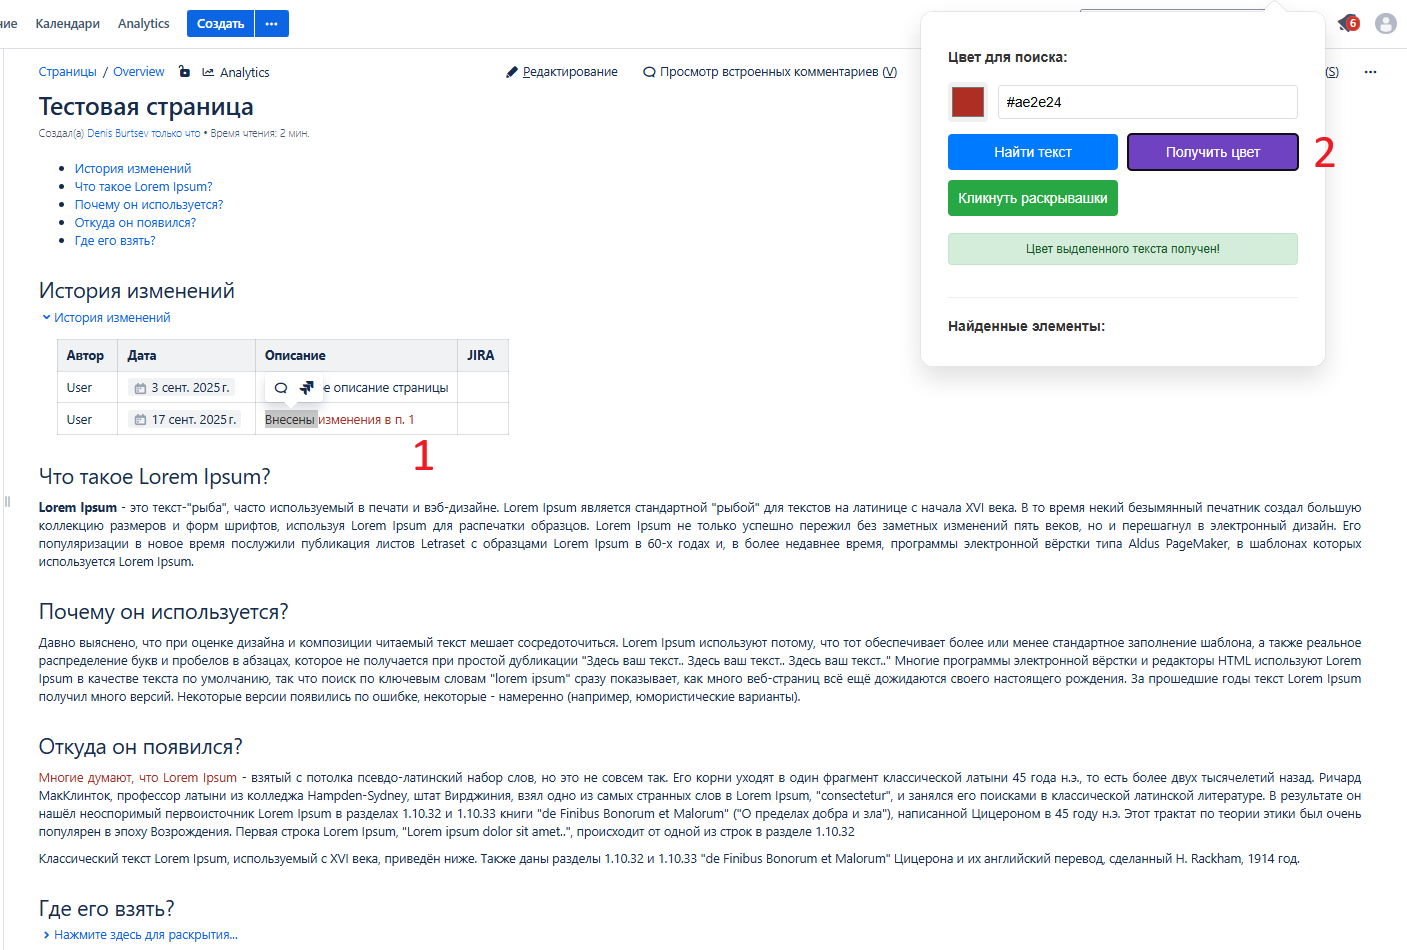 ние Календари Analytics Создать ••• 6
Страницы / Overview Analytics Редактирование Просмотр встроенных комментариев (V) (S) •••
Тестовая страница
Создал(а) Denis Burtsev только что • Время чтения: 2 мин.
История изменений
Что такое Lorem Ipsum?
Почему он используется?
Откуда он появился?
Где его взять?
История изменений
История изменений
Автор Дата Описание JIRA
User 3 сент. 2025 г. е описание страницы
User 17 сент. 2025 г. Внесены изменения в п. 1
1
Что такое Lorem Ipsum?
Lorem Ipsum - это текст-"рыба", часто используемый в печати и вэб-дизайне. Lorem Ipsum является стандартной "рыбой" для текстов на латинице с начала XVI века. В то время некий безымянный печатник создал большую
коллекцию размеров и форм шрифтов, используя Lorem Ipsum для распечатки образцов. Lorem Ipsum не только успешно пережил без заметных изменений пять веков, но и перешагнул в электронный дизайн. Его
популяризации в новое время послужили публикация листов Letraset с образцами Lorem Ipsum в 60-х годах и, в более недавнее время, программы электронной вёрстки типа Aldus PageMaker, в шаблонах которых
используется Lorem Ipsum.
Почему он используется?
Давно выяснено, что при оценке дизайна и композиции читаемый текст мешает сосредоточиться. Lorem Ipsum используют потому, что тот обеспечивает более или менее стандартное заполнение шаблона, а также реальное
распределение букв и пробелов в абзацах, которое не получается при простой дубликации "Здесь ваш текст.. Здесь ваш текст.. Здесь ваш текст.." Многие программы электронной вёрстки и редакторы HTML используют Lorem
Ipsum в качестве текста по умолчанию, так что поиск по ключевым словам "lorem ipsum" сразу показывает, как много веб-страниц всё ещё дожидаются своего настоящего рождения. За прошедшие годы текст Lorem Ipsum
получил много версий. Некоторые версии появились по ошибке, некоторые - намеренно (например, юмористические варианты).
Откуда он появился?
Многие думают, что Lorem Ipsum - взятый с потолка псевдо-латинский набор слов, но это не совсем так. Его корни уходят в один фрагмент классической латыни 45 года н.э., то есть более двух тысячелетий назад. Ричард
МакКлинток, профессор латыни из колледжа Hampden-Sydney, штат Вирджиния, взял одно из самых странных слов в Lorem Ipsum, "consectetur", и занялся его поисками в классической латинской литературе. В результате он
нашёл неоспоримый первоисточник Lorem Ipsum в разделах 1.10.32 и 1.10.33 книги "de Finibus Bonorum et Malorum" ("О пределах добра и зла"), написанной Цицероном в 45 году н.э. Этот трактат по теории этики был очень
популярен в эпоху Возрождения. Первая строка Lorem Ipsum, "Lorem ipsum dolor sit amet..", происходит от одной из строк в разделе 1.10.32
Классический текст Lorem Ipsum, используемый с XVI века, приведён ниже. Также даны разделы 1.10.32 и 1.10.33 "de Finibus Bonorum et Malorum" Цицерона и их английский перевод, сделанный H. Rackham, 1914 год.
Где его взять?
Нажмите здесь для раскрытия...
Цвет для поиска:
#ae2e24
Найти текст Получить цвет 2
Кликнуть раскрывашки
Цвет выделенного текста получен!
Найденные элементы: